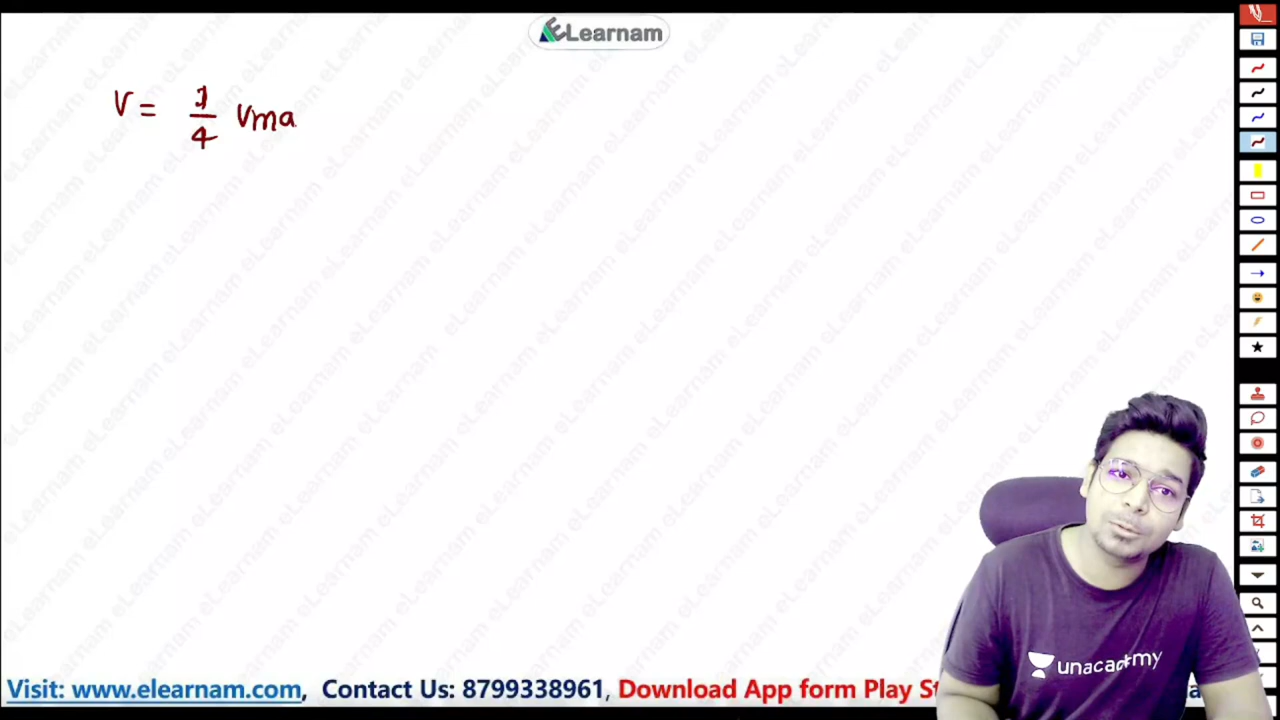 ELearnam
V = 1/4 Vma
unacademy
Visit: www.elearnam.com, Contact Us: 8799338961, Download App form Play St